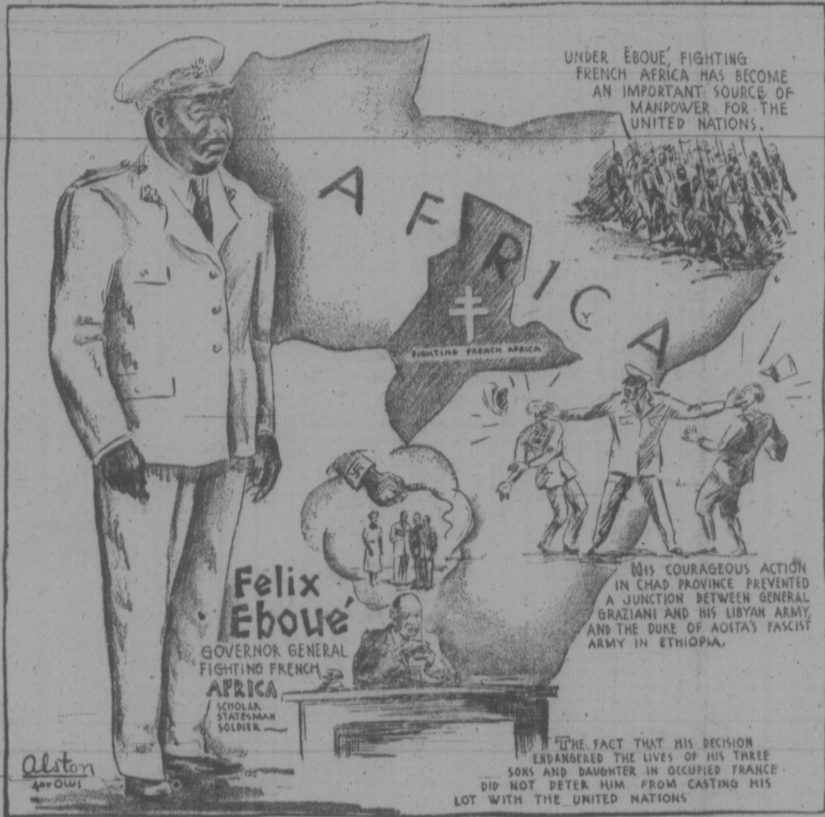 UNDER ÉBOUÉ, FIGHTING
FRENCH AFRICA HAS BECOME
AN IMPORTANT SOURCE OF
MANPOWER FOR THE
UNITED NATIONS.
AFRICA
FIGHTING FRENCH AFRICA
HIS COURAGEOUS ACTION
IN CHAD PROVINCE PREVENTED
A JUNCTION BETWEEN GENERAL
GRAZIANI AND HIS LIBYAN ARMY,
AND THE DUKE OF AOSTA'S FASCIST
ARMY IN ETHIOPIA.
Félix
Eboué
GOVERNOR GENERAL
FIGHTING FRENCH
AFRICA
SCHOLAR
STATESMAN
SOLDIER
THE FACT THAT HIS DECISION
ENDANGERED THE LIVES OF HIS THREE
SONS AND DAUGHTER IN OCCUPIED FRANCE
DID NOT DETER HIM FROM CASTING HIS
LOT WITH THE UNITED NATIONS
Alston
for OWI